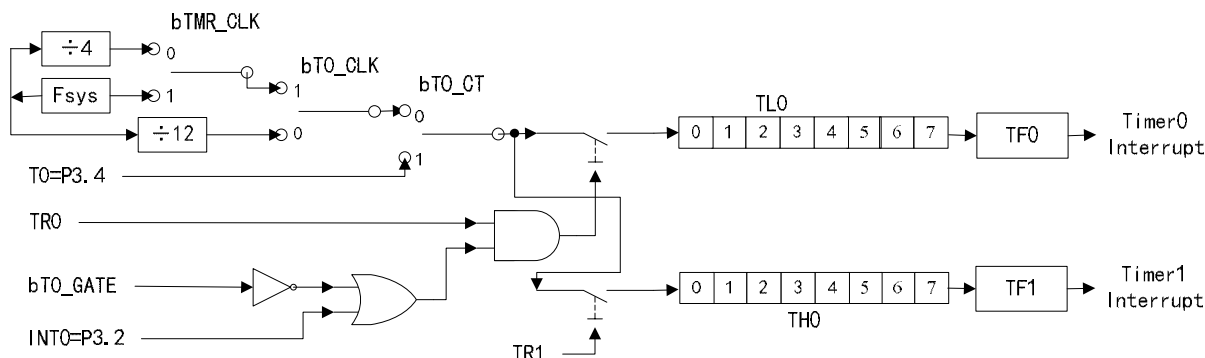 bTMR_CLK
÷4
0
bT0_CLK
1
bT0_CT
0
Fsys
1
÷12
0
1
TL0
0 1 2 3 4 5 6 7
TF0
Timer0
Interrupt
T0=P3.4
TR0
bT0_GATE
INT0=P3.2
TR1
0 1 2 3 4 5 6 7
TH0
TF1
Timer1
Interrupt